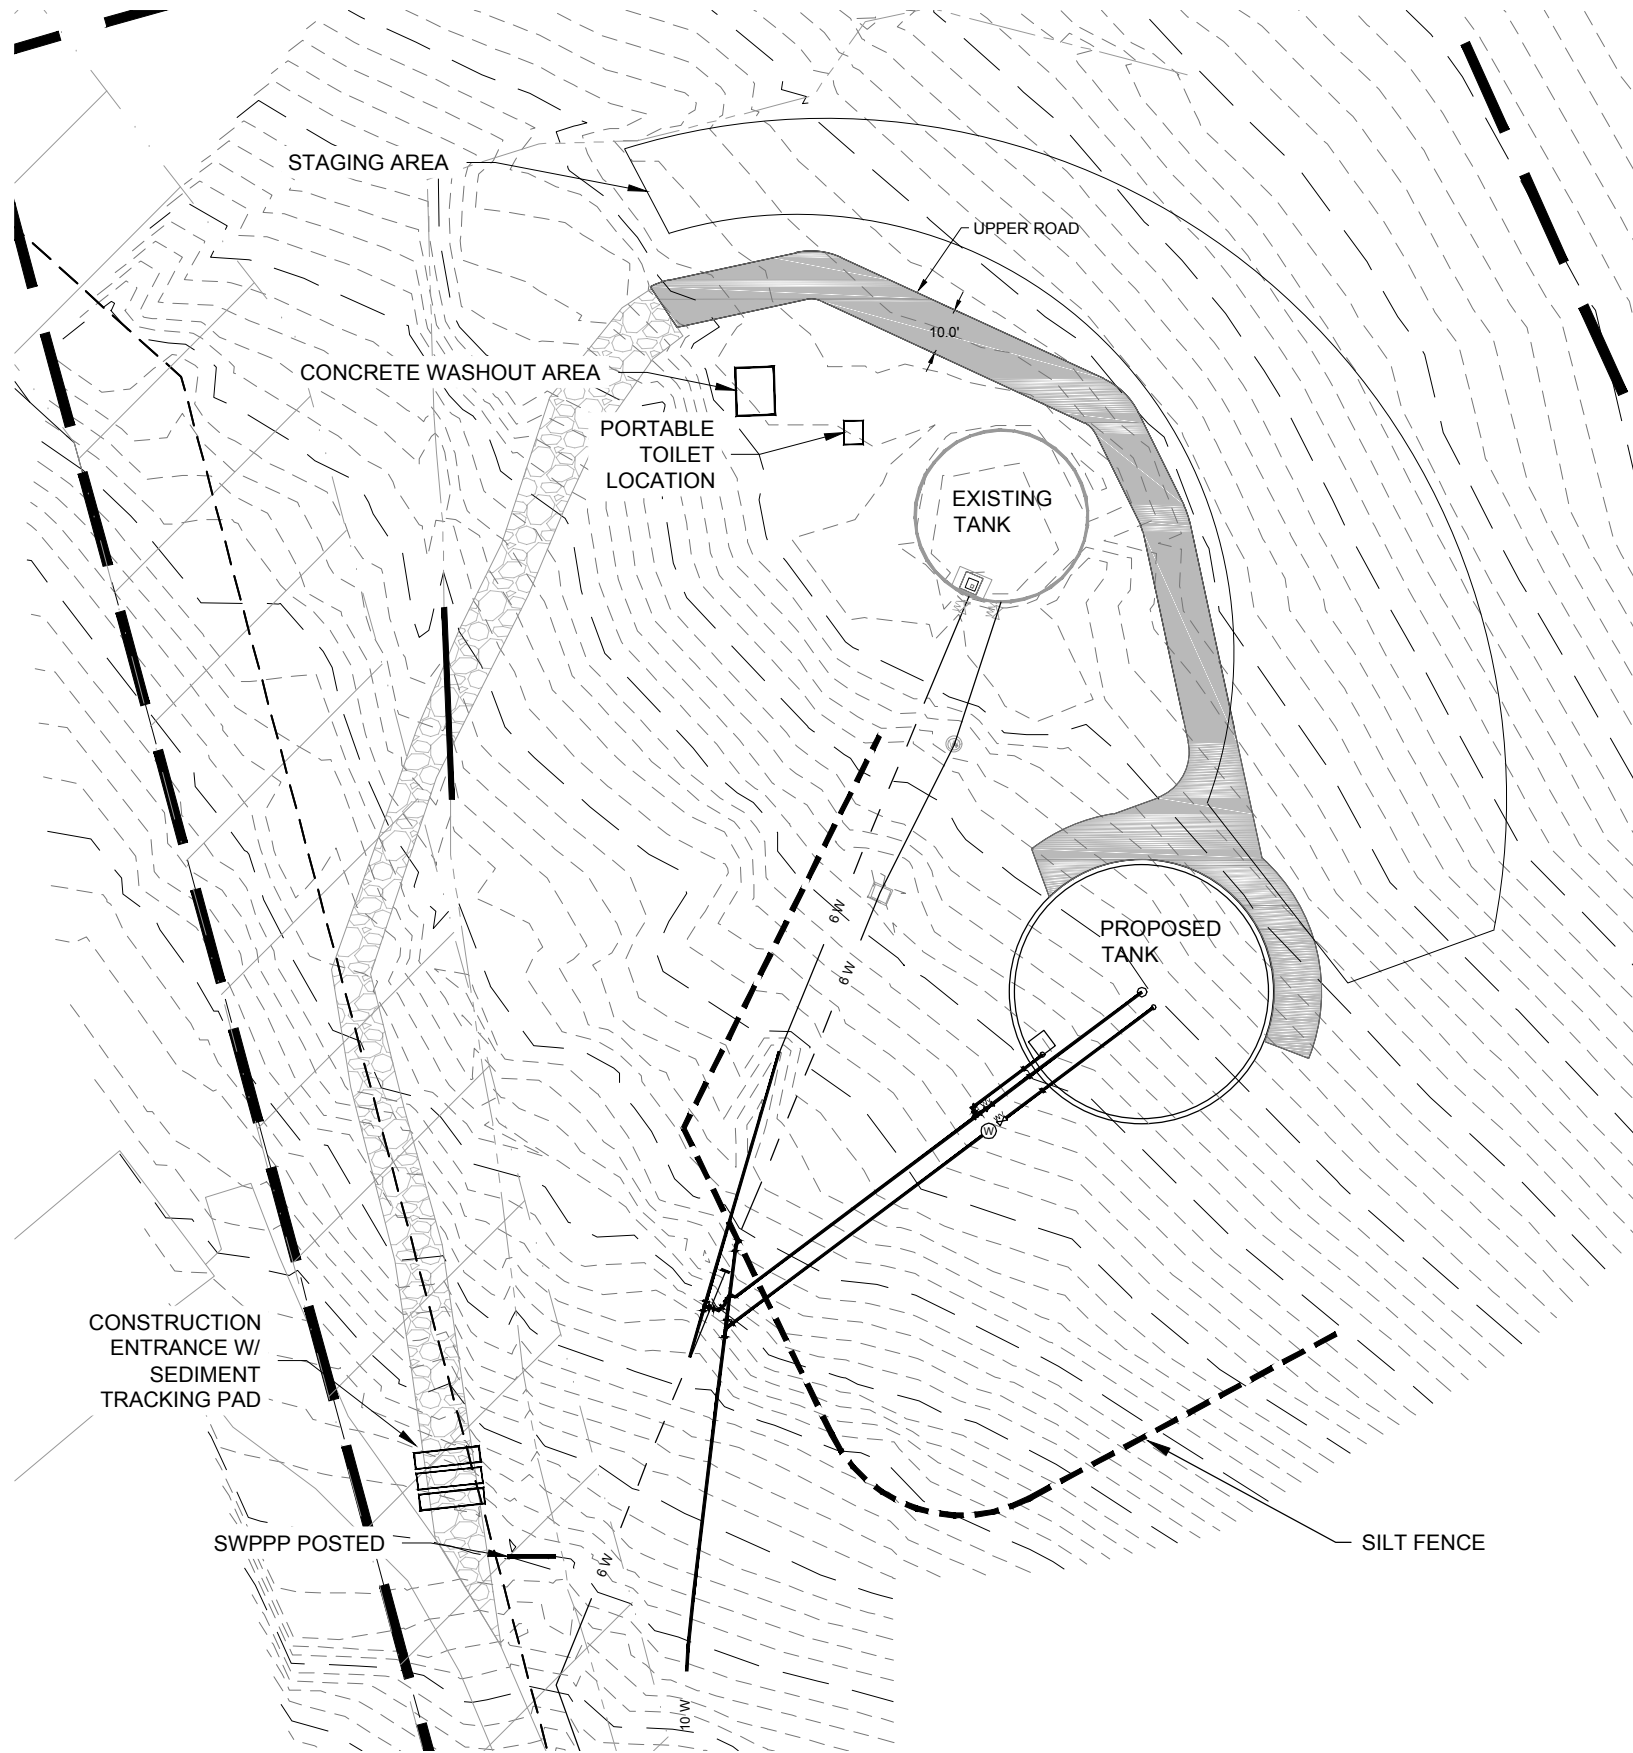 STAGING AREA
UPPER ROAD
10.0'
CONCRETE WASHOUT AREA
PORTABLE
TOILET
LOCATION
EXISTING
TANK
6 W
6 W
PROPOSED
TANK
W
CONSTRUCTION
ENTRANCE W/
SEDIMENT
TRACKING PAD
SWPPP POSTED
SILT FENCE
6 W
10 W